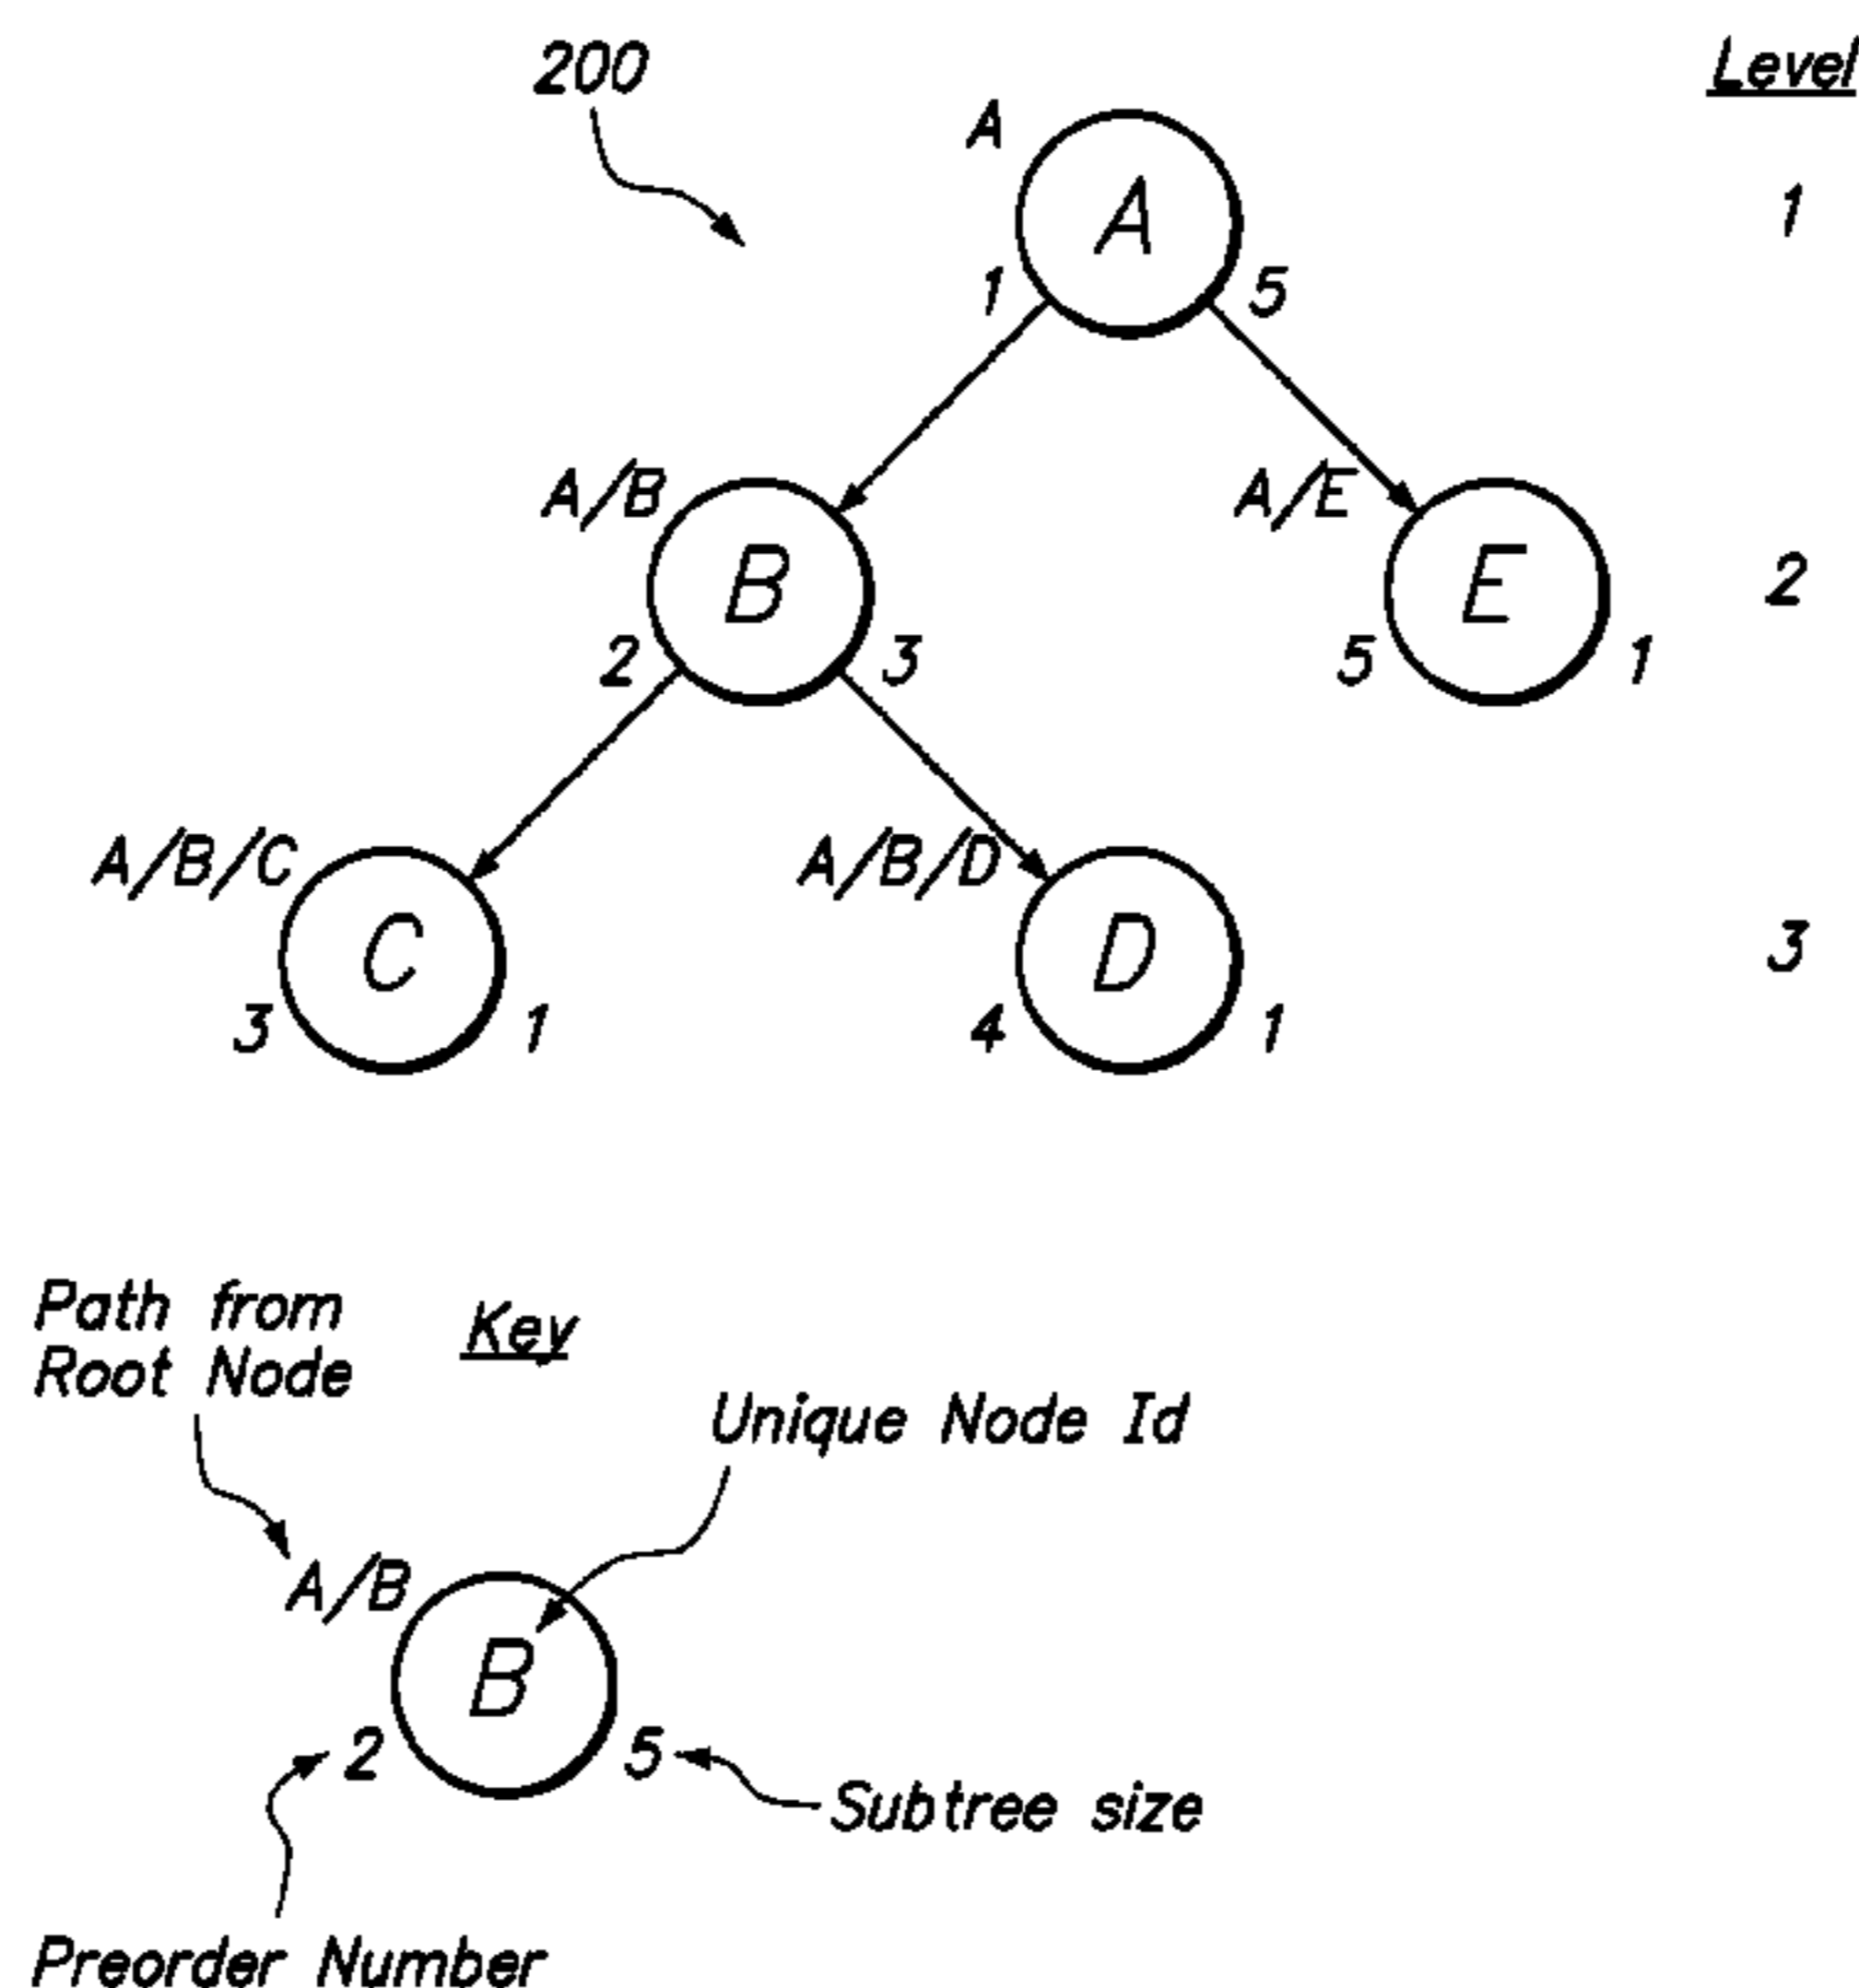 200
Level
A
A
1
1
5
A/B
A/E
B
E
2
2
3
5
1
A/B/C
A/B/D
C
D
3
3
1
4
1
Path from
Root Node
Key
Unique Node Id
A/B
B
2
5
Subtree size
Preorder Number